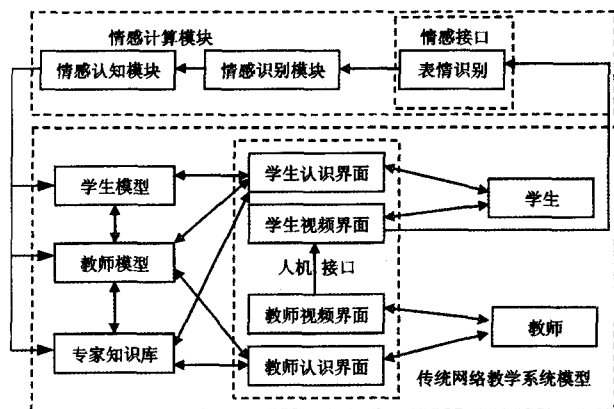 情感计算模块
情感接口
情感认知模块
情感识别模块
表情识别
学生模型
学生认识界面
学生
学生视频界面
教师模型
人机 接口
教师视频界面
教师
专家知识库
教师认识界面
传统网络教学系统模型